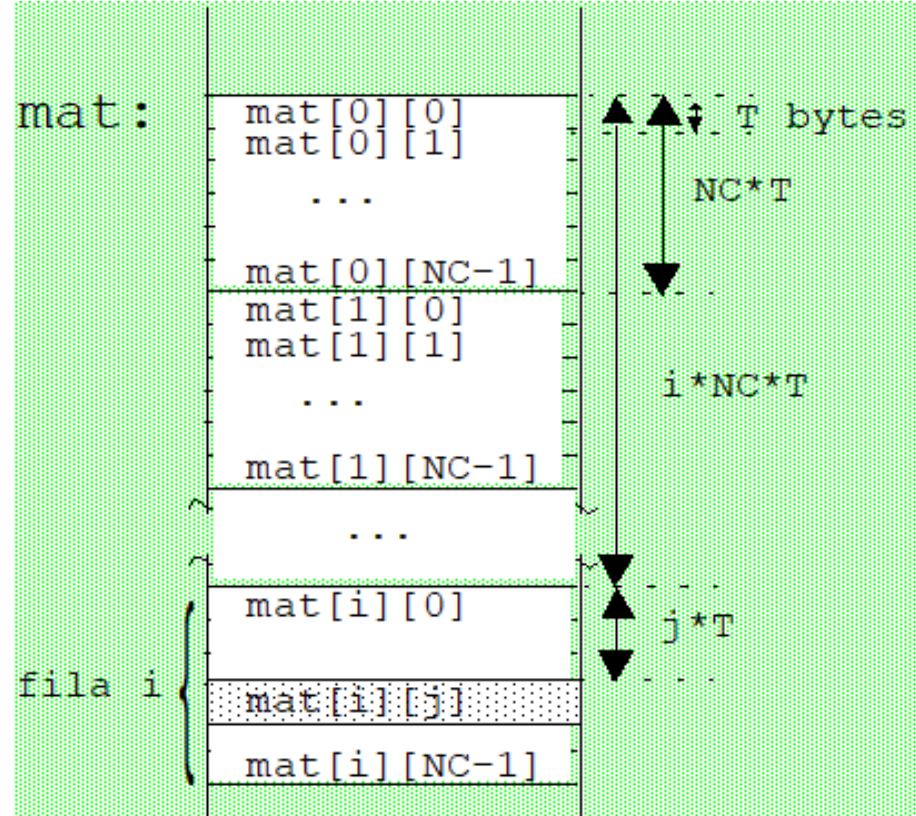 mat:
mat[0][0]
mat[0][1]
...
mat[0][NC-1]
mat[1][0]
mat[1][1]
...
mat[1][NC-1]
...
mat[i][0]
fila i
mat[i][j]
mat[i][NC-1]
T bytes
NC*T
i*NC*T
j*T